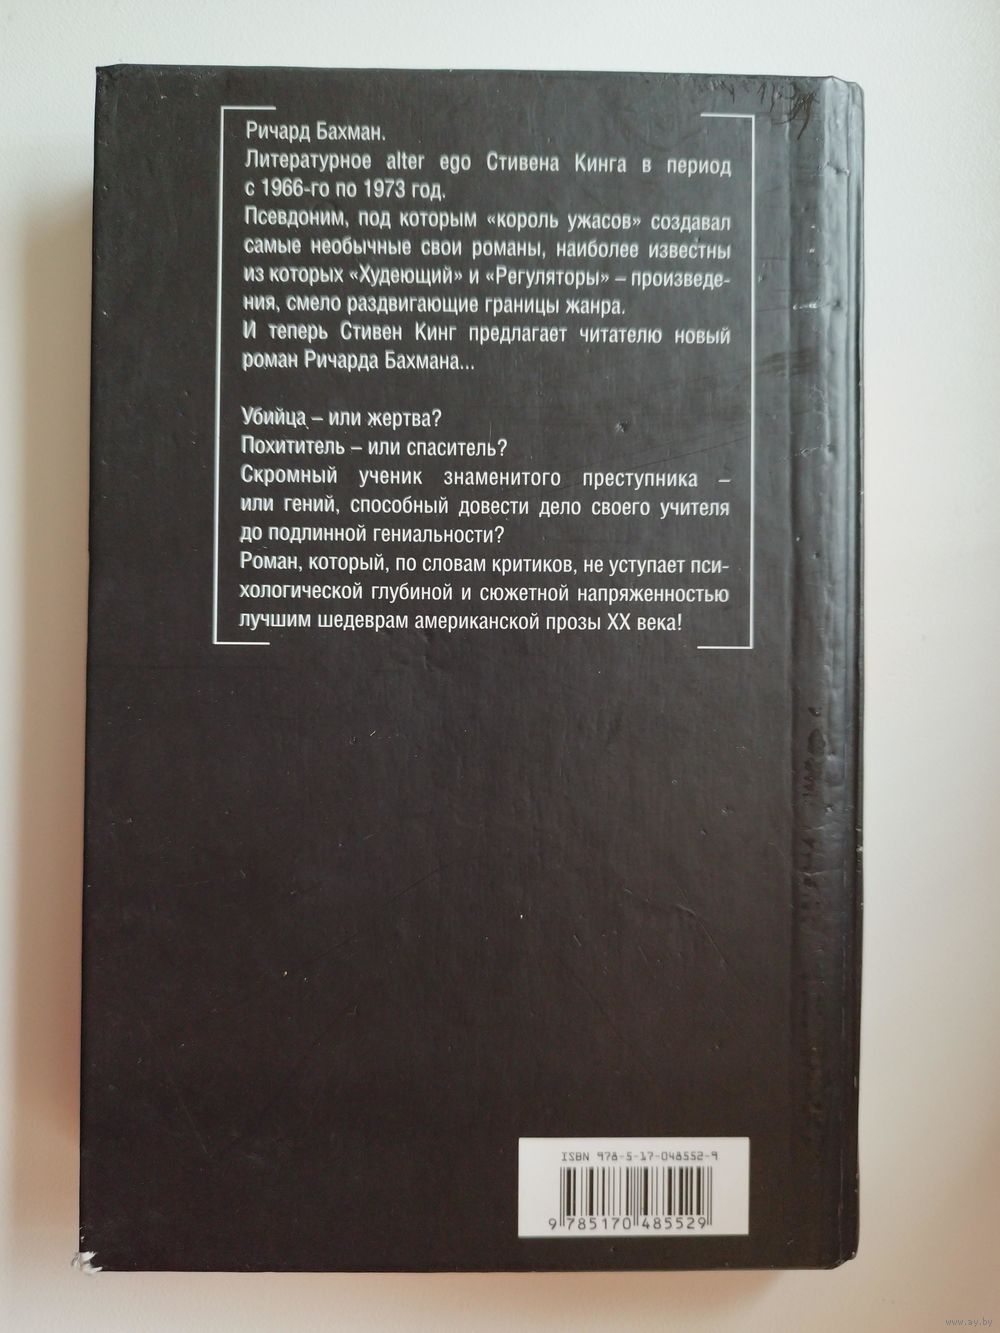 Ричард Бахман.
Литературное alter ego Стивена Кинга в период
с 1966-го по 1973 год.
Псевдоним, под которым «король ужасов» создавал
самые необычные свои романы, наиболее известны
из которых «Худеющий» и «Регуляторы» – произведе-
ния, смело раздвигающие границы жанра.
И теперь Стивен Кинг предлагает читателю новый
роман Ричарда Бахмана...
Убийца – или жертва?
Похититель – или спаситель?
Скромный ученик знаменитого преступника –
или гений, способный довести дело своего учителя
до подлинной гениальности?
Роман, который, по словам критиков, не уступает пси-
хологической глубиной и сюжетной напряженностью
лучшим шедеврам американской прозы XX века!
ISBN 978-5-17-048552-9
9 785170 485529
www.ay.by